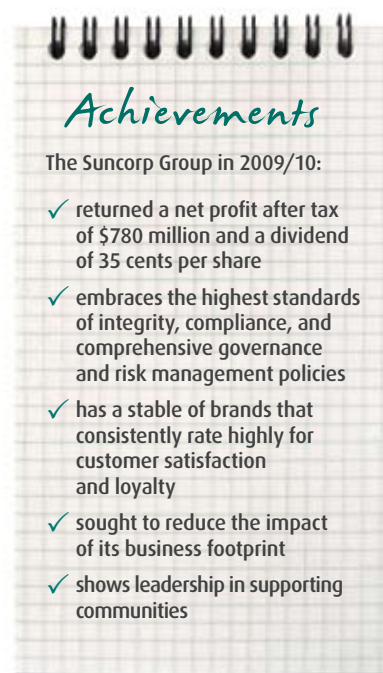 Achievements
The Suncorp Group in 2009/10:
✓ returned a net profit after tax
of $780 million and a dividend
of 35 cents per share
✓ embraces the highest standards
of integrity, compliance, and
comprehensive governance
and risk management policies
✓ has a stable of brands that
consistently rate highly for
customer satisfaction
and loyalty
✓ sought to reduce the impact
of its business footprint
✓ shows leadership in supporting
communities